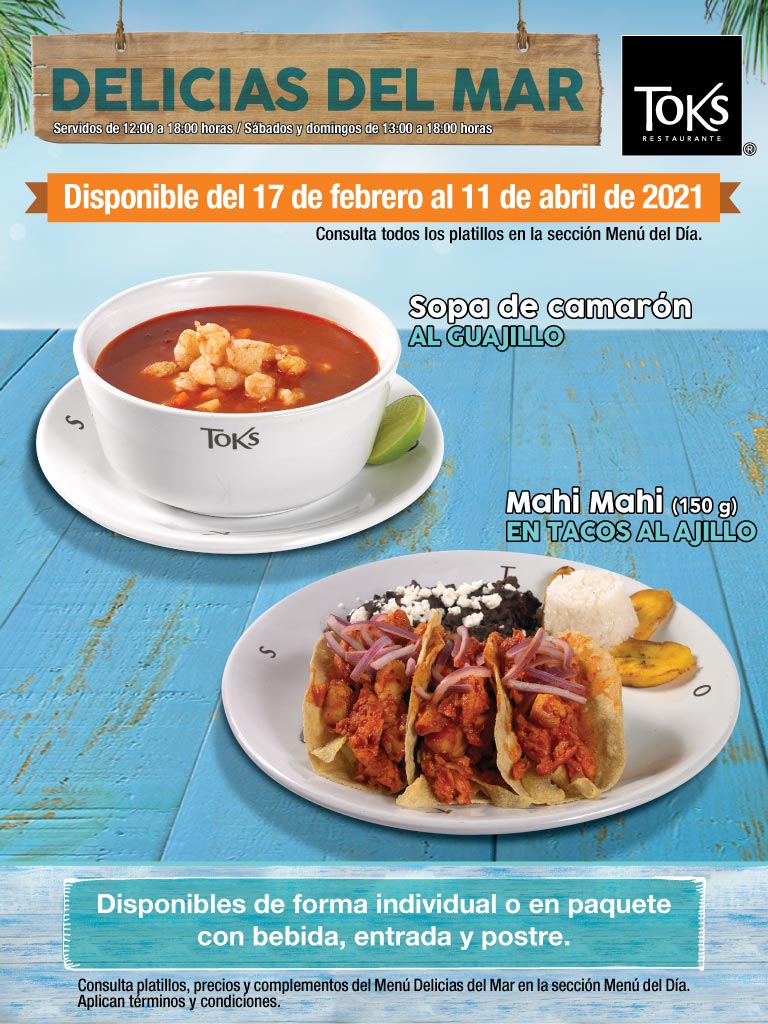 DELICIAS DEL MAR
Servidos de 12:00 a 18:00 horas / Sábados y domingos de 13:00 a 18:00 horas
TOKS
RESTAURANTE
®
Disponible del 17 de febrero al 11 de abril de 2021
Consulta todos los platillos en la sección Menú del Día.
Sopa de camarón
AL GUAJILLO
TOKS
S
K
Mahi Mahi (150 g)
EN TACOS AL AJILLO
T
S
O
Disponibles de forma individual o en paquete
con bebida, entrada y postre.
Consulta platillos, precios y complementos del Menú Delicias del Mar en la sección Menú del Día.
Aplican términos y condiciones.